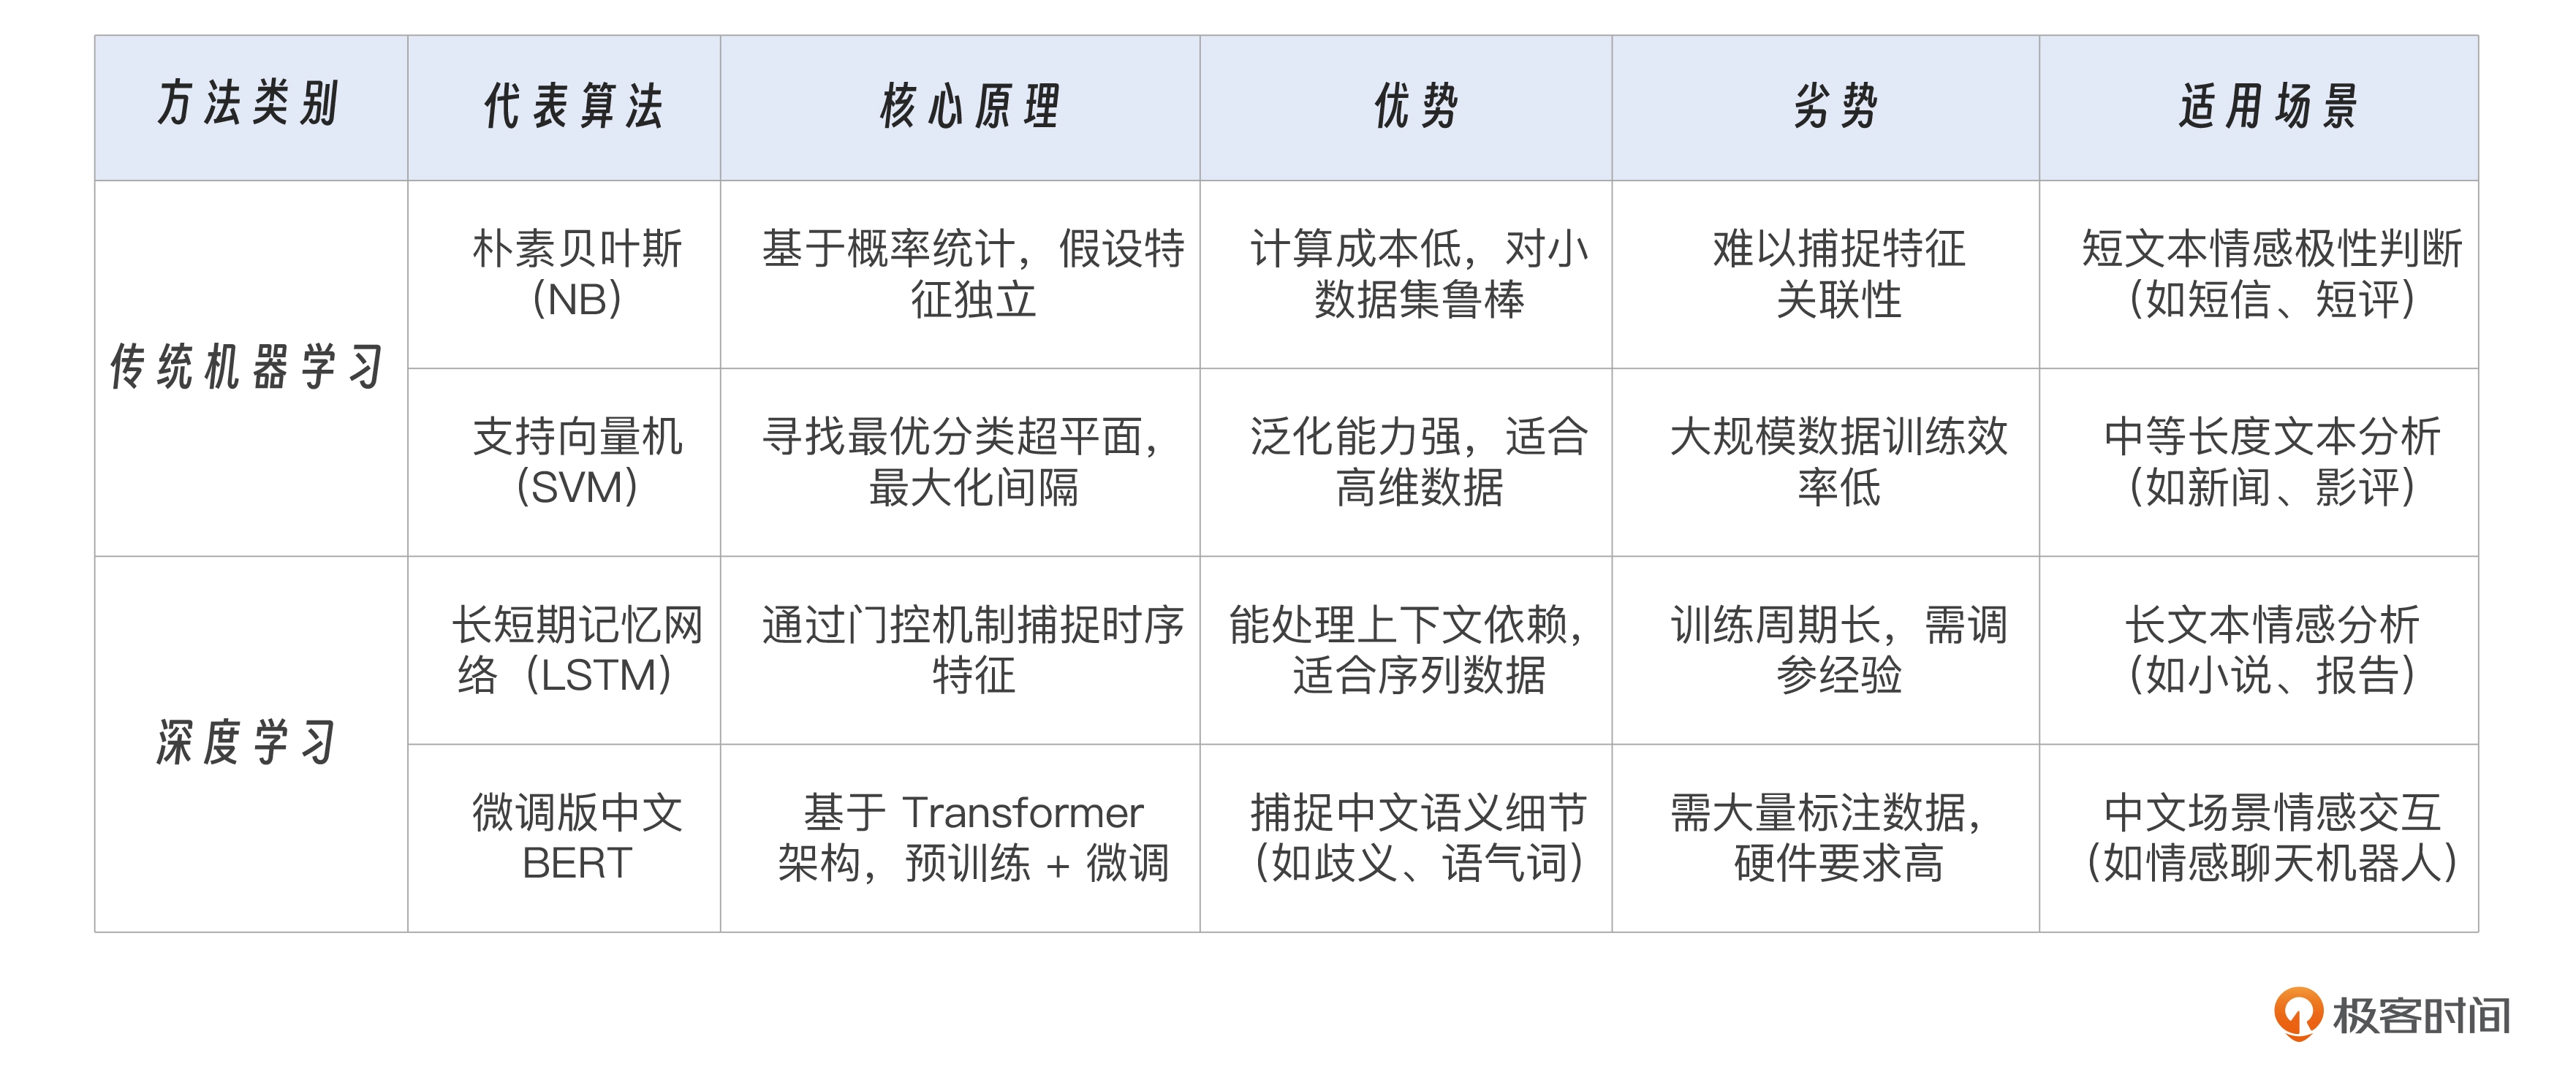 方法类别
代表算法
核心原理
优势
劣势
适用场景
传统机器学习
朴素贝叶斯
（NB）
基于概率统计，假设特
征独立
计算成本低，对小
数据集鲁棒
难以捕捉特征
关联性
短文本情感极性判断
（如短信、短评）
支持向量机
（SVM）
寻找最优分类超平面，
最大化间隔
泛化能力强，适合
高维数据
大规模数据训练效
率低
中等长度文本分析
（如新闻、影评）
深度学习
长短期记忆网
络（LSTM）
通过门控机制捕捉时序
特征
能处理上下文依赖，
适合序列数据
训练周期长，需调
参经验
长文本情感分析
（如小说、报告）
微调版中文
BERT
基于 Transformer
架构，预训练 + 微调
捕捉中文语义细节
（如歧义、语气词）
需大量标注数据，
硬件要求高
中文场景情感交互
（如情感聊天机器人）
极客时间